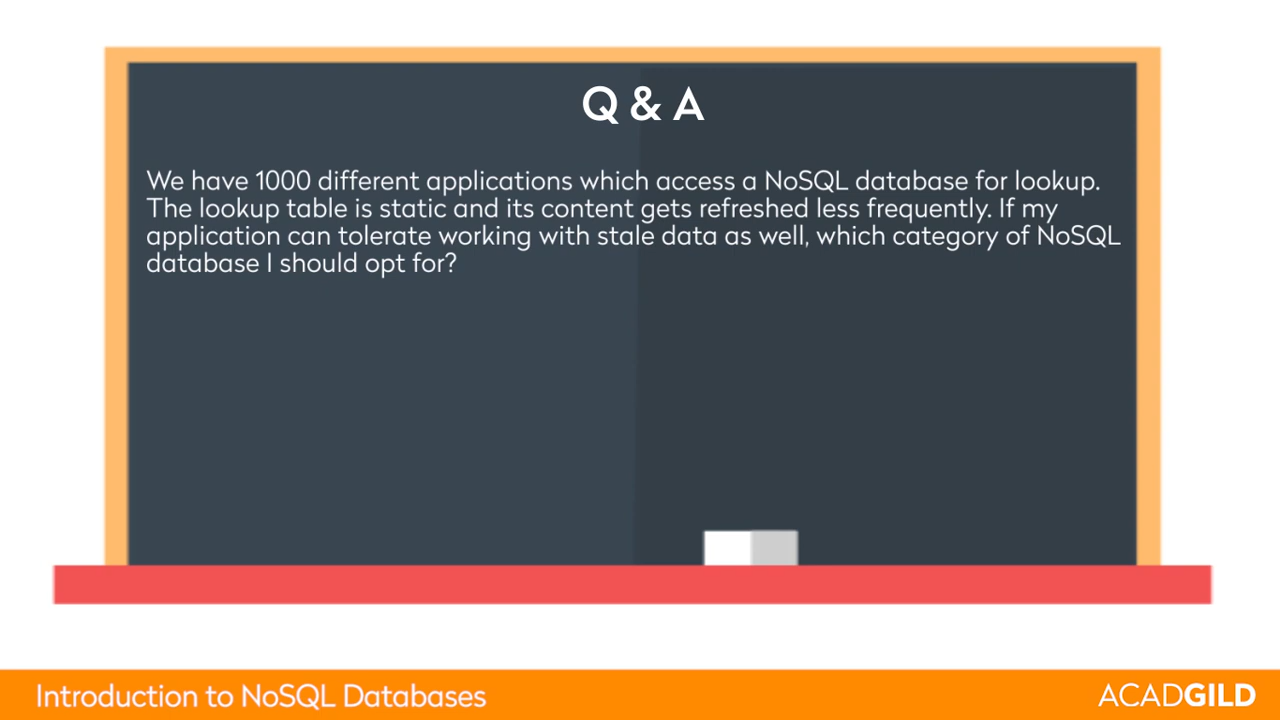 Q & A
We have 1000 different applications which access a NoSQL database for lookup.
The lookup table is static and its content gets refreshed less frequently. If my
application can tolerate working with stale data as well, which category of NoSQL
database I should opt for?
Introduction to NoSQL Databases
ACADGILD